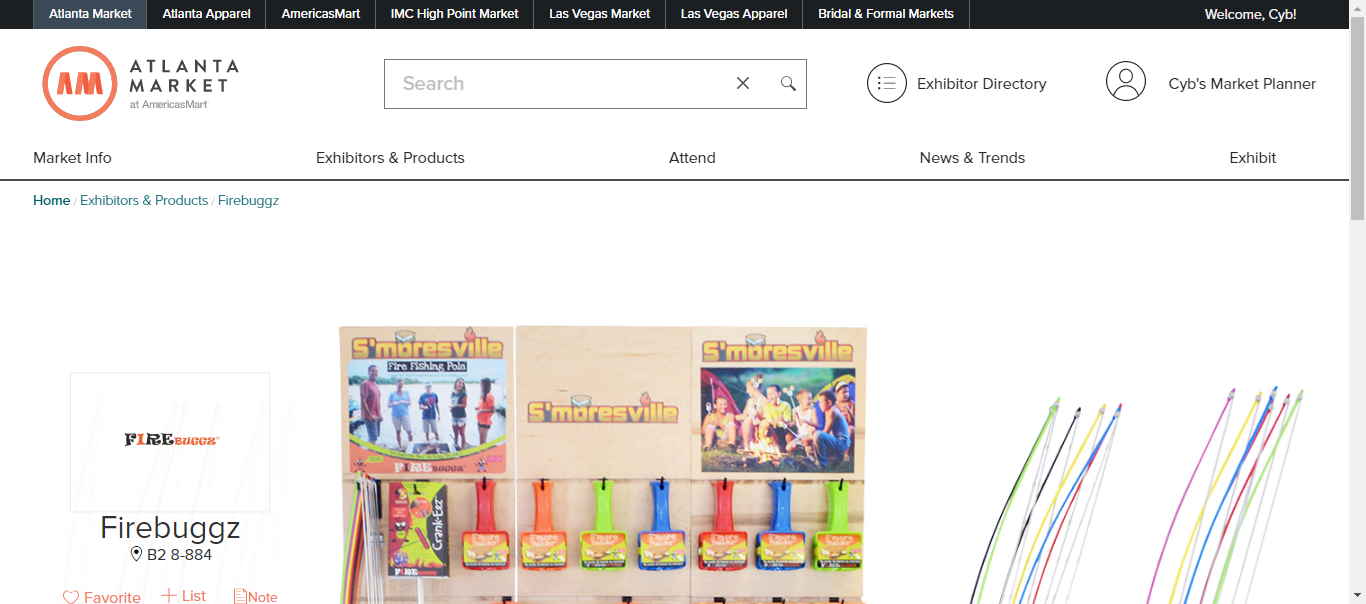 Atlanta Market
Atlanta Apparel
AmericasMart
IMC High Point Market
Las Vegas Market
Las Vegas Apparel
Bridal & Formal Markets
Welcome, Cyb!
AM
ATLANTA
MARKET
at AmericasMart
Search
Exhibitor Directory
Cyb's Market Planner
Market Info
Exhibitors & Products
Attend
News & Trends
Exhibit
Home / Exhibitors & Products / Firebuggz
FIREBUGGZ
Firebuggz
B2 8-884
Favorite
List
Note
S'moresville
Fire Fishing Pole
FIREBUGGZ
S'moresville
S'moresville
Crank-Eez
FIREBUGGZ
S'more
Builder
S'more
Builder
S'more
Builder
S'more
Builder
S'more
Builder
S'more
Builder
S'more
Builder